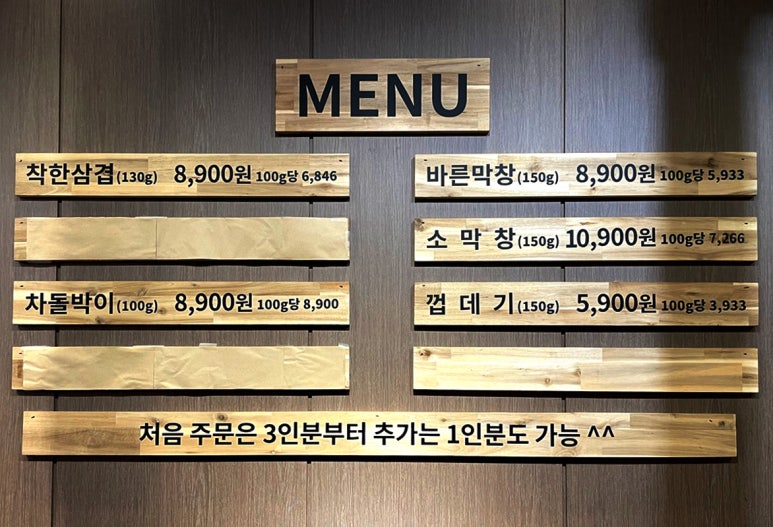 MENU
착한삼겹(130g) 8,900원 100g당 6,846
차돌박이(100g) 8,900원 100g당 8,900
바른막창(150g) 8,900원 100g당 5,933
소 막 창(150g) 10,900원 100g당 7,266
껍 데 기(150g) 5,900원 100g당 3,933
처음 주문은 3인분부터 추가는 1인분도 가능 ^^